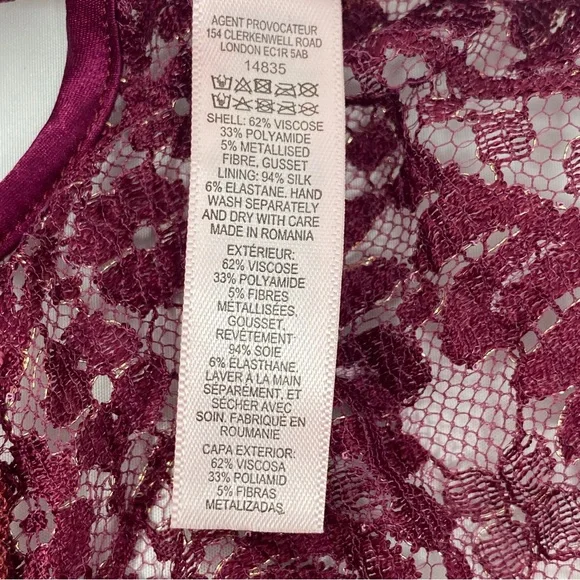 AGENT PROVOCATEUR
154 CLERKENWELL ROAD
LONDON EC1R 5AB
14835
SHELL: 62% VISCOSE
33% POLYAMIDE
5% METALLISED
FIBRE, GUSSET
LINING: 94% SILK
6% ELASTANE, HAND
WASH SEPARATELY
AND DRY WITH CARE
MADE IN ROMANIA
EXTÉRIEUR:
62% VISCOSE
33% POLYAMIDE
5% FIBRES
MÉTALLISÉES,
GOUSSET,
REVÊTEMENT
94% SOIE
6% ÉLASTHANE,
LAVER À LA MAIN
SÉPARÉMENT, ET
SÉCHER AVEC
SOIN. FABRIQUÉ EN
ROUMANIE
CAPA EXTERIOR:
62% VISCOSA
33% POLIAMID
5% FIBRAS
METALIZADAS,